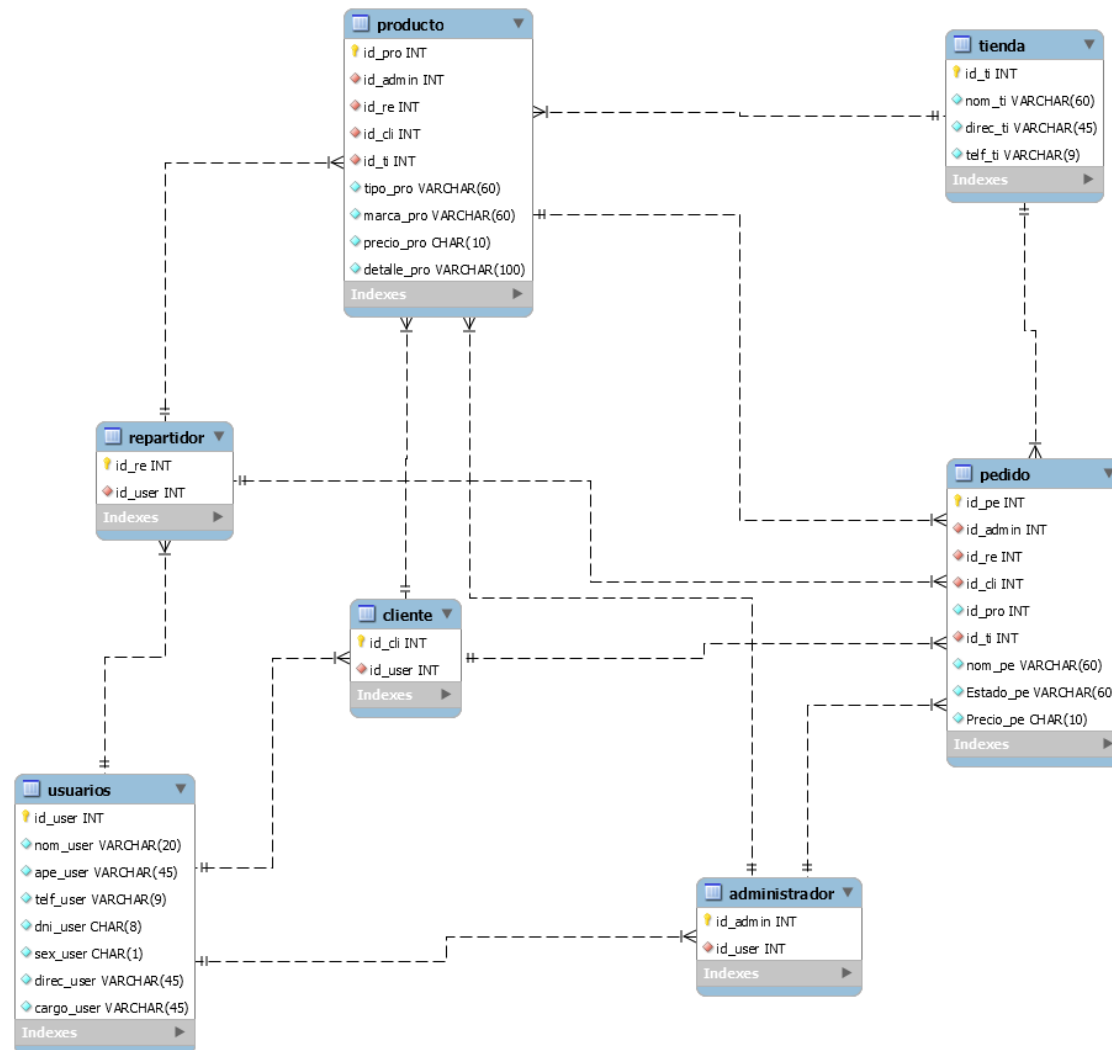 producto
id_pro INT
id_admin INT
id_re INT
id_cli INT
id_ti INT
tipo_pro VARCHAR(60)
marca_pro VARCHAR(60)
precio_pro CHAR(10)
detalle_pro VARCHAR(100)
Indexes
tienda
id_ti INT
nom_ti VARCHAR(60)
direc_ti VARCHAR(45)
telf_ti VARCHAR(9)
Indexes
repartidor
id_re INT
id_user INT
Indexes
pedido
id_pe INT
id_admin INT
id_re INT
id_cli INT
id_pro INT
id_ti INT
nom_pe VARCHAR(60)
Estado_pe VARCHAR(60
Precio_pe CHAR(10)
Indexes
cliente
id_cli INT
id_user INT
Indexes
usuarios
id_user INT
nom_user VARCHAR(20)
ape_user VARCHAR(45)
telf_user VARCHAR(9)
dni_user CHAR(8)
sex_user CHAR(1)
direc_user VARCHAR(45)
cargo_user VARCHAR(45)
Indexes
administrador
id_admin INT
id_user INT
Indexes